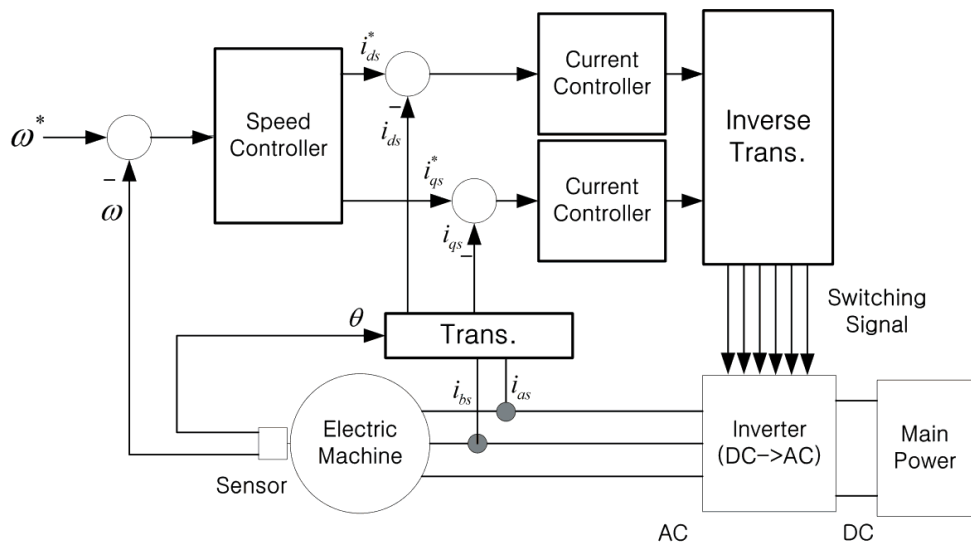 i*ds
Current
Controller
Inverse
Trans.
ω*
Speed
Controller
−
ids
−
ω
i*qs
Current
Controller
iqs
−
Switching
Signal
θ
Trans.
ibs
ias
Electric
Machine
Inverter
(DC->AC)
Main
Power
Sensor
AC
DC